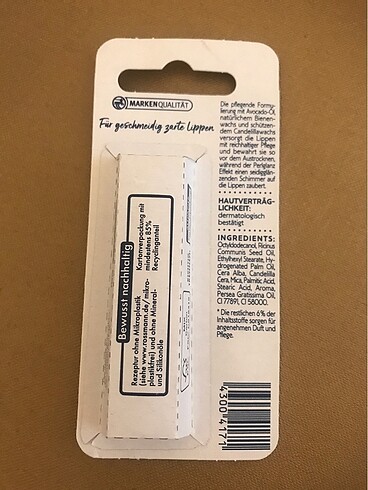 MARKENQUALITÄT
Für geschmeidig zarte Lippen
Die pflegende Formu-
lierung mit Avocado-Öl,
natürlichem Bienen-
wachs und schützen-
dem Candelillawachs
versorgt die Lippen
mit reichhaltiger Pflege
und bewahrt sie so
vor dem Austrocknen,
während der Perlglanz
Effekt einen seidigglän-
zenden Schimmer auf
die Lippen zaubert.
HAUTVERTRÄG-
LICHKEIT:
dermatologisch
bestätigt
INGREDIENTS:
Octyldodecanol, Ricinus
Communis Seed Oil,
Ethylhexyl Stearate, Hy-
drogenated Palm Oil,
Cera Alba, Candelilla
Cera, Mica, Palmitic Acid,
Stearic Acid, Aroma,
Persea Gratissima Oil,
CI 77891, CI 58000.
* Die restlichen 6% der
Inhaltsstoffe sorgen für
angenehmen Duft und
Pflege.
Bewusst nachhaltig
Rezeptur ohne Mikroplastik
(siehe www.rossmann.de/mikro-
plastikfrei) und ohne Mineral-
und Silikonöle
Kartonverpackung mit
mindestens 85%
Recyclinganteil
43004171